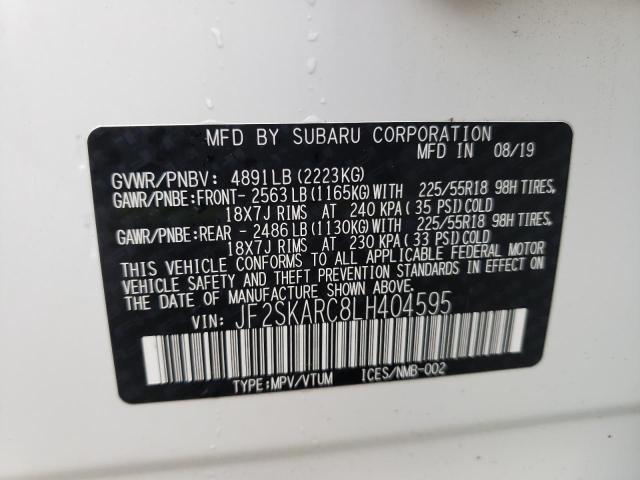 MFD BY SUBARU CORPORATION
MFD IN 08/19
GVWR/PNBV: 4891LB (2223KG)
GAWR/PNBE:FRONT- 2563LB (1165KG)WITH 225/55R18 98H TIRES,
18X7J RIMS AT 240 KPA (35 PSI)COLD
GAWR/PNBE:REAR - 2486LB (1130KG)WITH 225/55R18 98H TIRES,
18X7J RIMS AT 230 KPA (33 PSI)COLD
THIS VEHICLE CONFORMS TO ALL APPLICABLE FEDERAL MOTOR
VEHICLE SAFETY AND THEFT PREVENTION STANDARDS IN EFFECT
ON THE DATE OF MANUFACTURE SHOWN ABOVE.
VIN: JF2SKARC8LH404595
TYPE:MPV/VTUM ICES/NMB-002